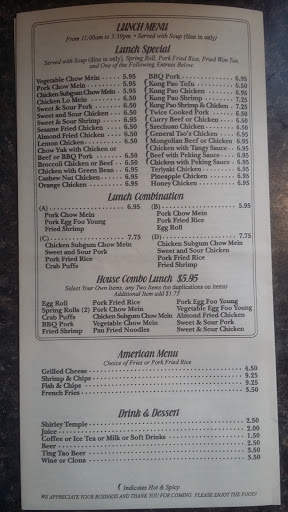 LUNCH MENU
From 11:00am to 3:30pm • Served with Soup (dine in only)
Lunch Special
Served with Soup (dine in only), Spring Roll, Pork Fried Rice, Fried Won Ton,
and One of the Following Entrees Below.
Vegetable Chow Mein 5.95
Pork Chow Mein 5.95
Chicken Subgum Chow Mein 5.95
Chicken Lo Mein 6.50
Sweet & Sour Pork 6.50
Sweet and Sour Chicken 6.50
Sweet & Sour Shrimp 6.95
Sesame Fried Chicken 6.50
Almond Fried Chicken 6.50
Lemon Chicken 6.50
Chow Yuk with Chicken or
Beef or BBQ Pork 6.50
Broccoli Chicken or Beef 6.50
Chicken with Green Bean 6.95
Cashew Nut Chicken 6.95
Orange Chicken 6.95
BBQ Pork 6.95
Kung Pao Tofu 6.50
Kung Pao Chicken 6.95
Kung Pao Shrimp 7.25
Kung Pao Shrimp & Chicken 7.25
Twice Cooked Pork 6.50
Curry Beef or Chicken 6.50
Szechuan Chicken 6.50
General Tso's Chicken 6.95
Mongolian Beef or Chicken 6.95
Chicken with Tangy Sauce 6.95
Beef with Peking Sauce 6.95
Chicken with Peking Sauce 6.95
Teriyaki Chicken 6.95
Pineapple Chicken 6.95
Honey Chicken 6.95
Lunch Combination
(A) 6.95
Pork Chow Mein
Pork Egg Foo Young
Fried Shrimp
(B) 5.95
Pork Chow Mein
Pork Fried Rice
Egg Roll
(C) 7.75
Chicken Subgum Chow Mein
Sweet and Sour Pork
Pork Fried Rice
Crab Puffs
(D) 7.75
Chicken Subgum Chow Mein
Sweet & Sour Chicken
Pork Fried Rice
Fried Shrimp
House Combo Lunch $5.95
Select Your Own Items, any Two Items (no duplications on items)
Additional Item add $1.75
Egg Roll
Spring Rolls (2)
Crab Puffs
BBQ Pork
Fried Shrimp
Pork Fried Rice
Pork Chow Mein
Chicken Subgum Chow Mein
Vegetable Chow Mein
Pan Fried Noodles
Pork Egg Foo Young
Vegetable Egg Foo Young
Almond Fried Chicken
Sweet & Sour Pork
Sweet & Sour Chicken
American Menu
Choice of Fries or Pork Fried Rice
Grilled Cheese 4.50
Shrimp & Chips 9.25
Fish & Chips 9.25
French Fries 3.50
Drink & Dessert
Shirley Temple 2.50
Juice 2.00
Coffee or Ice Tea or Milk or Soft Drinks 1.50
Beer 2.50
Ting Tao Beer 3.50
Wine or Clons 3.50
Indicates Hot & Spicy
WE APPRECIATE YOUR BUSINESS AND THANK YOU FOR COMING. PLEASE ENJOY THE FOOD!